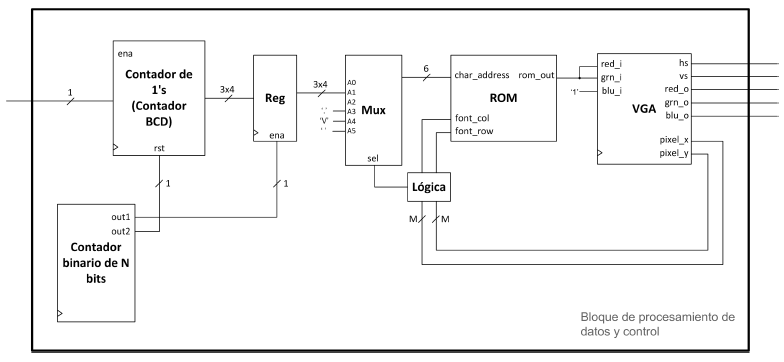 ena
Contador de
1's
(Contador
BCD)
rst
1
3x4
Reg
ena
1
1
out1
out2
Contador
binario de N
bits
3x4
A0
A1
A2
'.' A3
'V' A4
' ' A5
Mux
sel
6
char_address rom_out
ROM
font_col
font_row
Lógica
M M
red_i
grn_i
'1' blu_i
VGA
hs
vs
red_o
grn_o
blu_o
pixel_x
pixel_y
Bloque de procesamiento de
datos y control